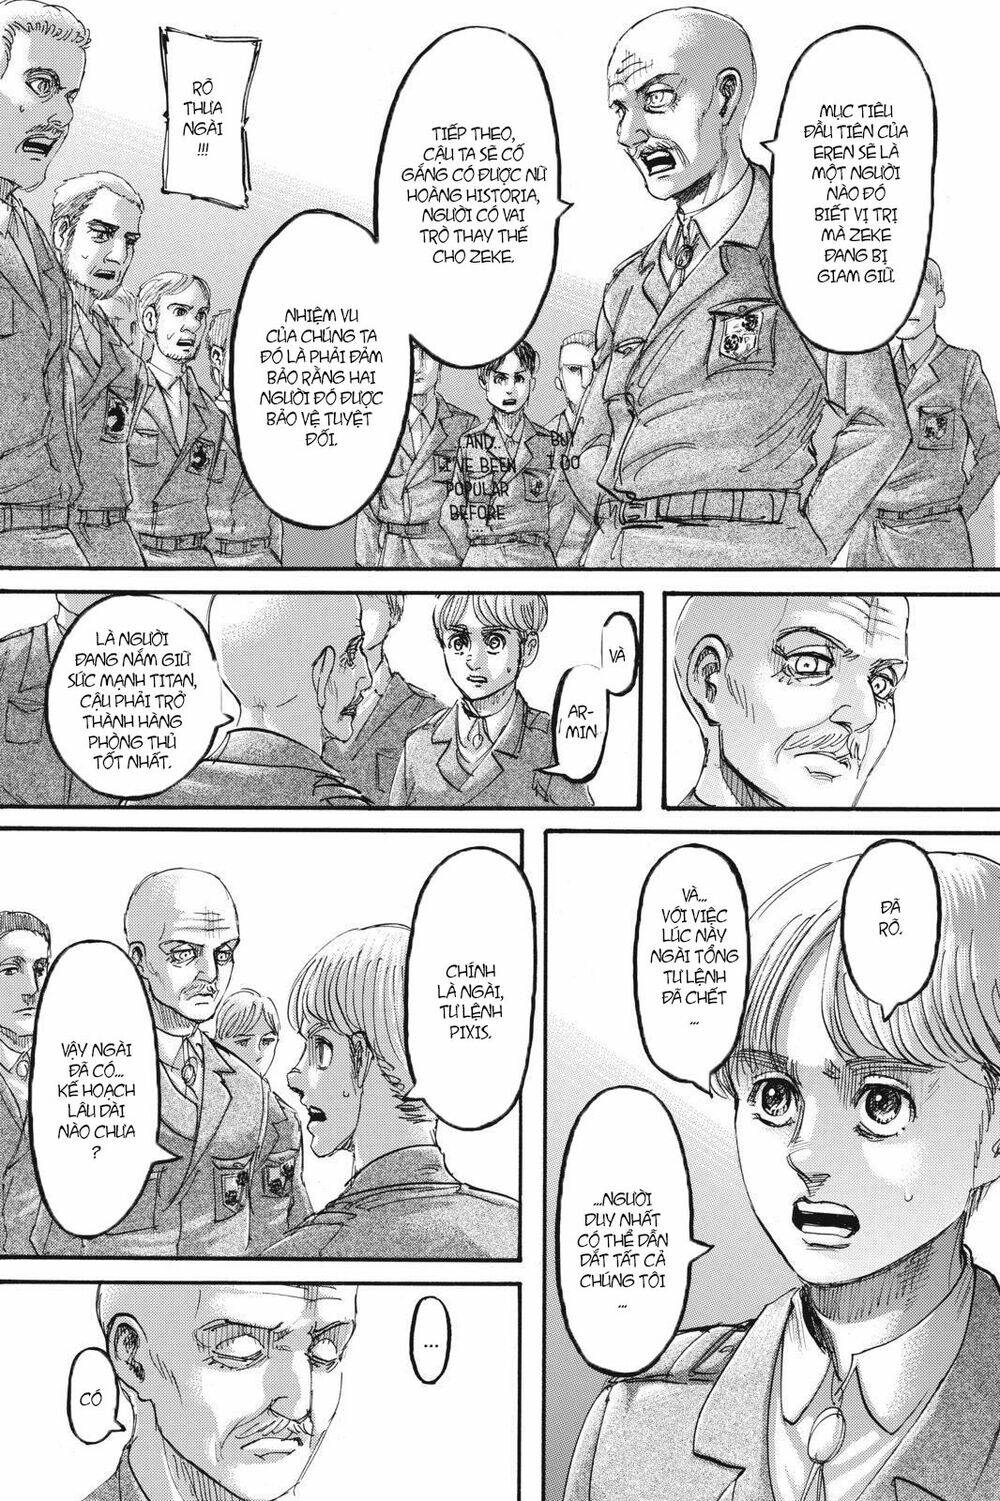 MỤC TIÊU
ĐẦU TIÊN CỦA
EREN SẼ LÀ
MỘT NGƯỜI
NÀO ĐÓ
BIẾT VỊ TRỊ
MÀ ZEKE
ĐANG BỊ
GIAM GIỮ.
TIẾP THEO,
CẬU TA SẼ CỐ
GẮNG CÓ ĐƯỢC NỮ
HOÀNG HISTORIA,
NGƯỜI CÓ VAI
TRÒ THAY THẾ
CHO ZEKE.
NHIỆM VU
CỦA CHÚNG TA
ĐÓ LÀ PHẢI ĐẢM
BẢO RẰNG HAI
NGƯỜI ĐÓ ĐƯỢC
BẢO VỆ TUYỆT
ĐỐI.
RÕ
THƯA
NGÀI
!!!
BUT
I DO
AND..
I'VE BEEN
POPULAR
BEFORE
...
VÀ
AR-
MIN
LÀ NGƯỜI
ĐANG NẮM GIỮ
SỨC MẠNH TITAN,
CẬU PHẢI TRỞ
THÀNH HÀNG
PHÒNG THỦ
TỐT NHẤT.
ĐÃ
RÕ.
VÀ...
VỚI VIỆC
LÚC NÀY
NGÀI TỔNG
TƯ LỆNH
ĐÃ CHẾT
...
...NGƯỜI
DUY NHẤT
CÓ THỂ DẪN
DẮT TẤT CẢ
CHÚNG TÔI
...
CHÍNH
LÀ NGÀI,
TƯ LỆNH
PIXIS.
VẬY NGÀI
ĐÃ CÓ...
KẾ HOẠCH
LÂU DÀI
NÀO CHƯA
?
...
CÓ